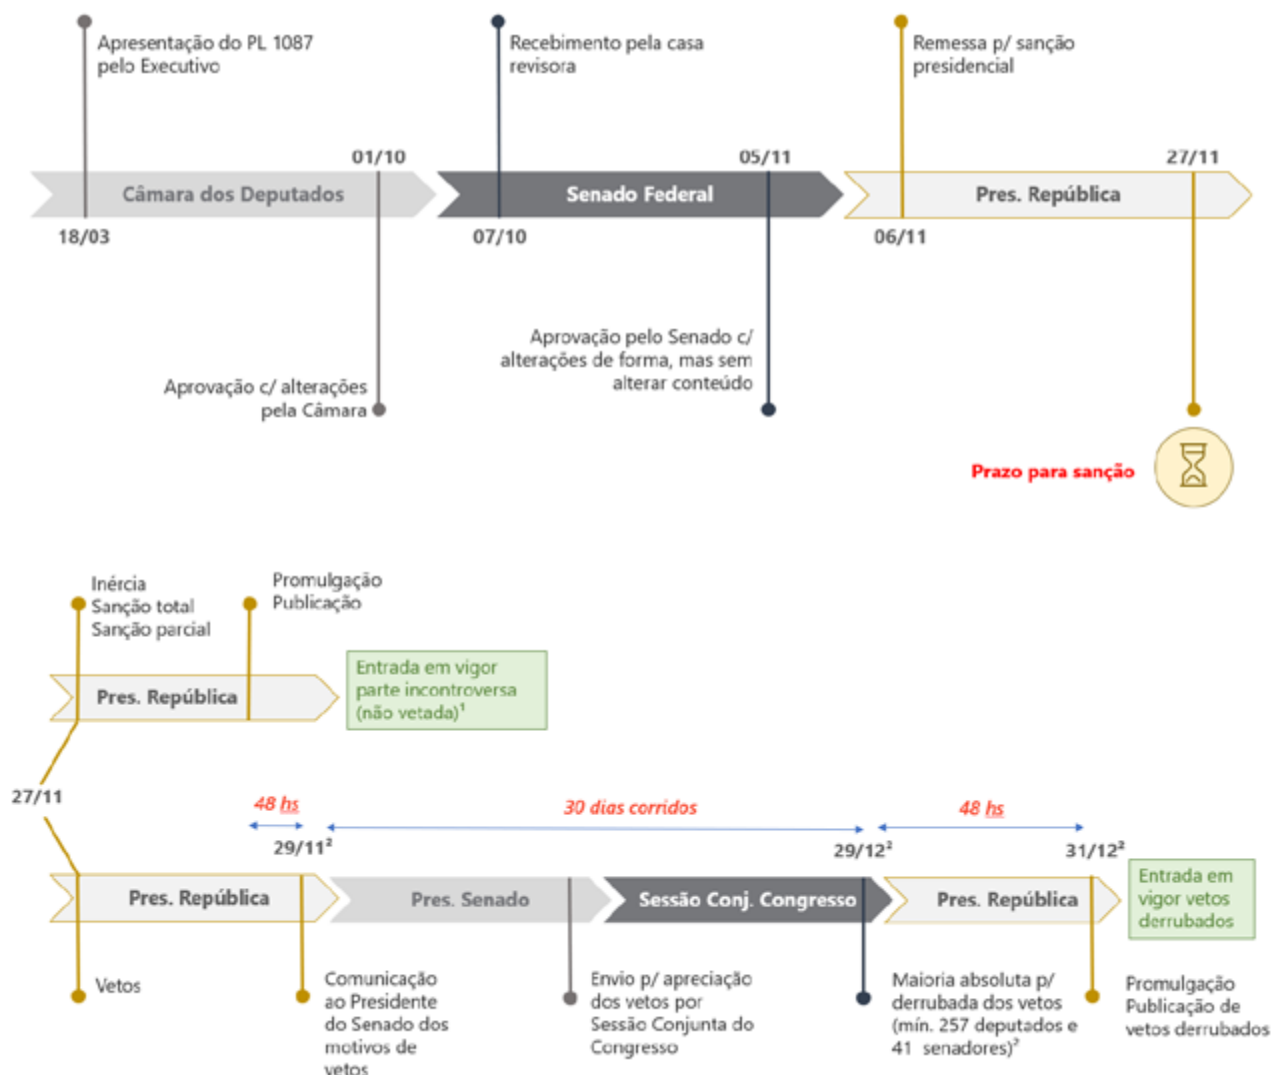 Apresentação do PL 1087
pelo Executivo
Recebimento pela casa
revisora
Remessa p/ sanção
presidencial
01/10
05/11
27/11
Câmara dos Deputados
Senado Federal
Pres. República
18/03
07/10
06/11
Aprovação c/ alterações
pela Câmara
Aprovação pelo Senado c/
alterações de forma, mas sem
alterar conteúdo
Prazo para sanção
Inércia
Sanção total
Sanção parcial
Promulgação
Publicação
Pres. República
Entrada em vigor
parte incontroversa
(não vetada)¹
27/11
48 hs
30 dias corridos
48 hs
29/11²
29/12²
31/12²
Pres. República
Pres. Senado
Sessão Conj. Congresso
Pres. República
Entrada em
vigor vetos
derrubados
Vetos
Comunicação
ao Presidente
do Senado dos
motivos de
vetos
Envio p/ apreciação
dos vetos por
Sessão Conjunta do
Congresso
Maioria absoluta p/
derrubada dos vetos
(mín. 257 deputados e
41 senadores)²
Promulgação
Publicação de
vetos derrubados